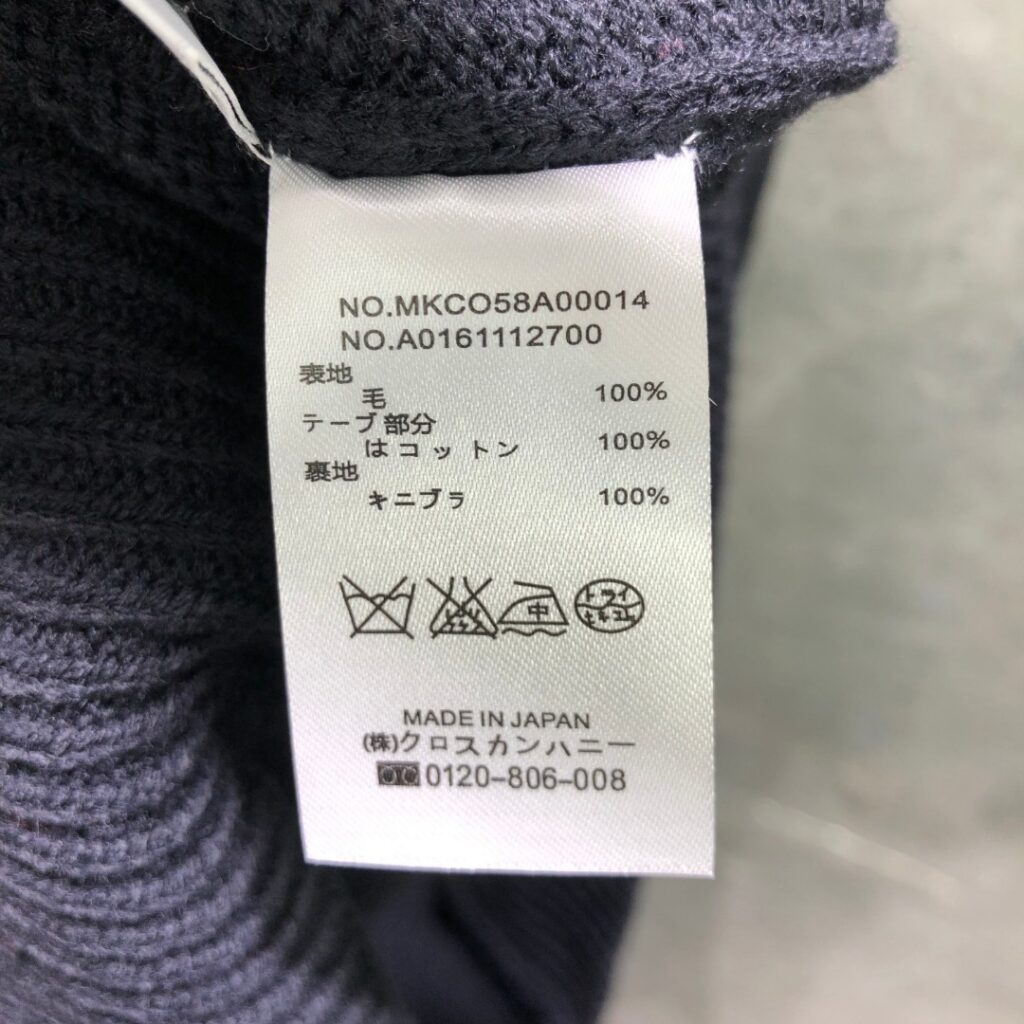 NO.MKCO58A00014
NO.A0161112700
表地
毛 100%
テープ部分
はコットン 100%
裏地
キニブラ 100%
中
トライ
MADE IN JAPAN
(株)クロスカンハニー
0120-806-008